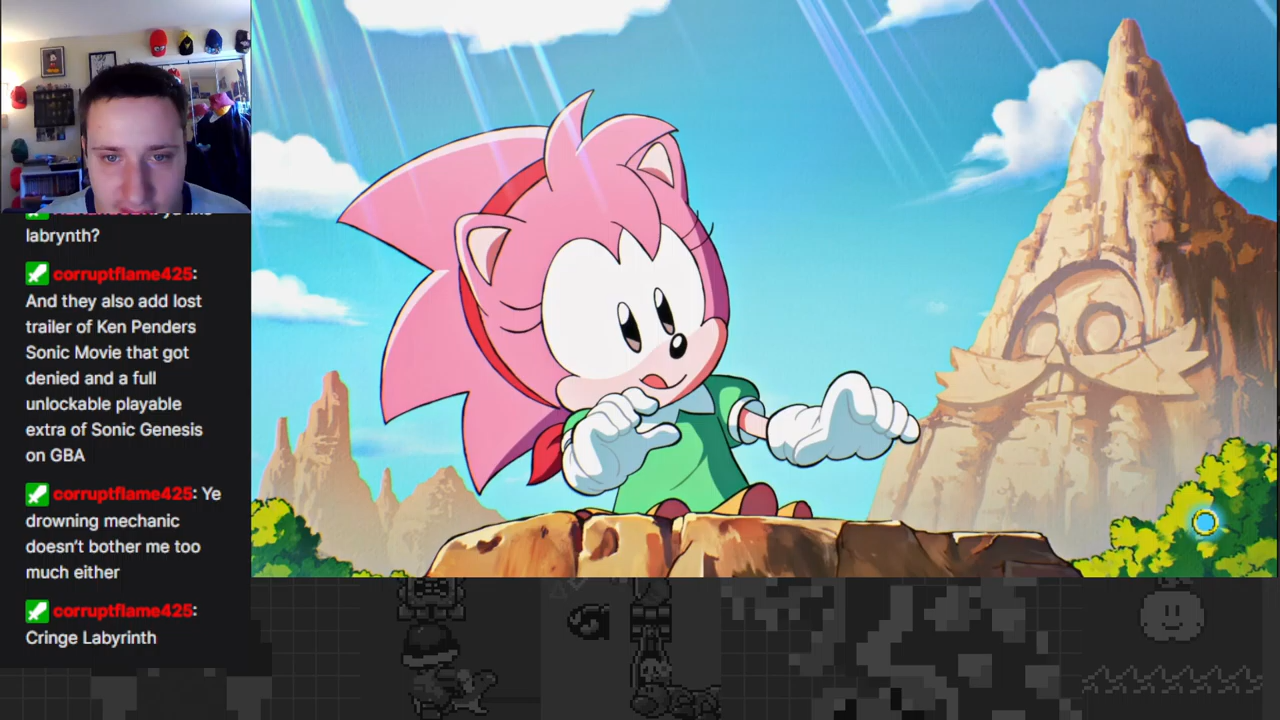 labrynth?
corruptflame425:
And they also add lost
trailer of Ken Penders
Sonic Movie that got
denied and a full
unlockable playable
extra of Sonic Genesis
on GBA
corruptflame425: Ye
drowning mechanic
doesn't bother me too
much either
corruptflame425:
Cringe Labyrinth